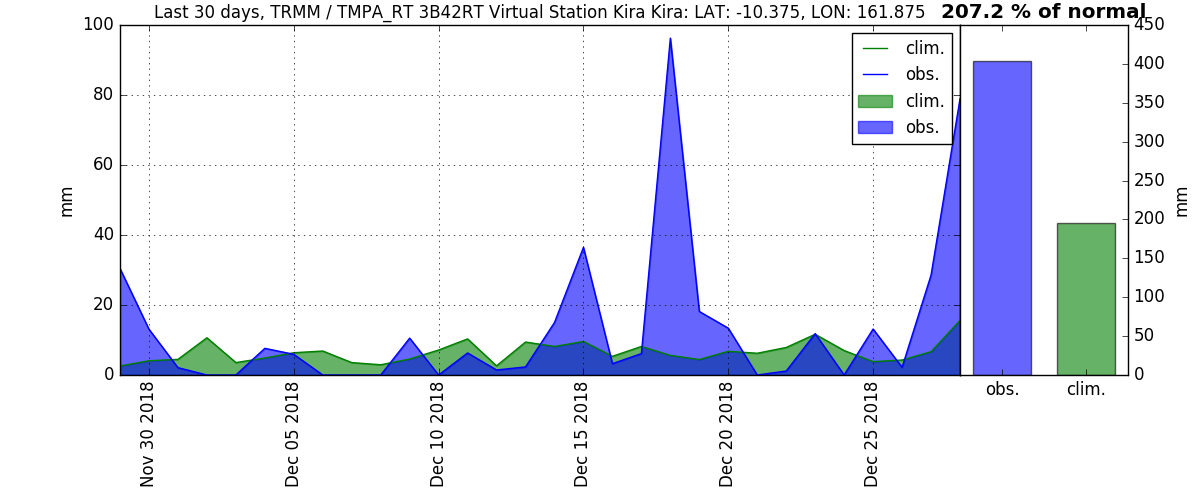 Last 30 days, TRMM / TMPA_RT 3B42RT Virtual Station Kira Kira: LAT: -10.375, LON: 161.875 207.2 % of normal
100
80
60
40
20
0
mm
clim.
obs.
clim.
obs.
450
400
350
300
250
200
150
100
50
0
mm
Nov 30 2018
Dec 05 2018
Dec 10 2018
Dec 15 2018
Dec 20 2018
Dec 25 2018
obs.
clim.